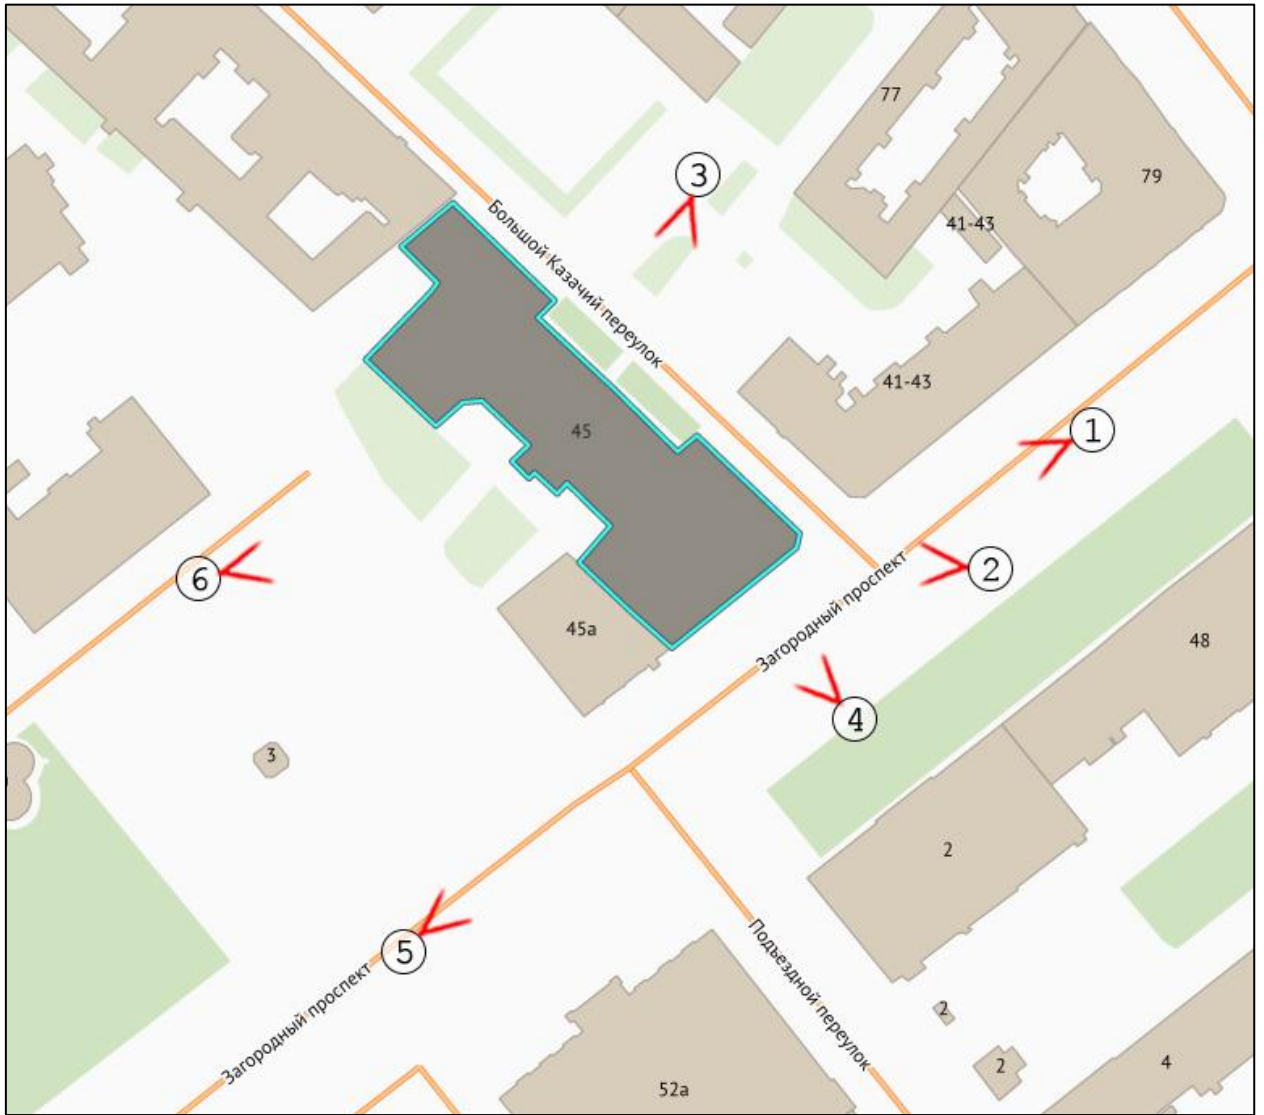 77
3
79
Большой Казачий переулок
41-43
41-43
1
45
2
6
Загородный проспект
45а
48
4
3
2
5
Подъездной переулок
Загородный проспект
2
2
4
52а